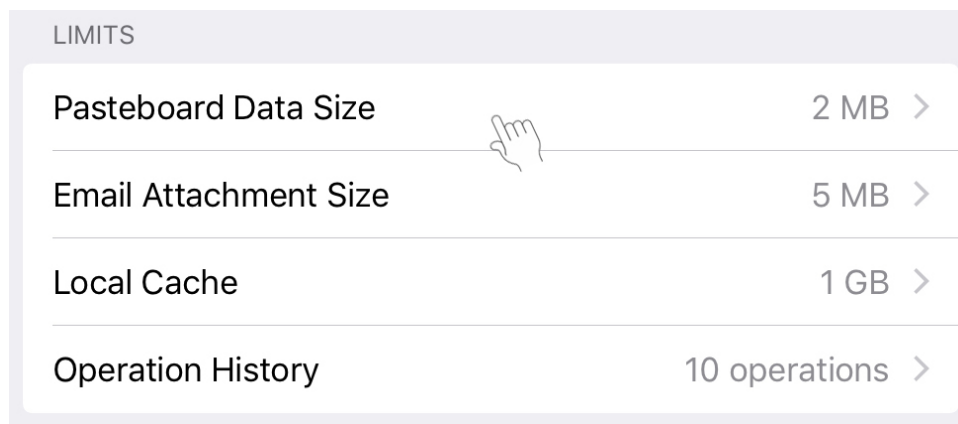 LIMITS
Pasteboard Data Size 2 MB
Email Attachment Size 5 MB
Local Cache 1 GB
Operation History 10 operations